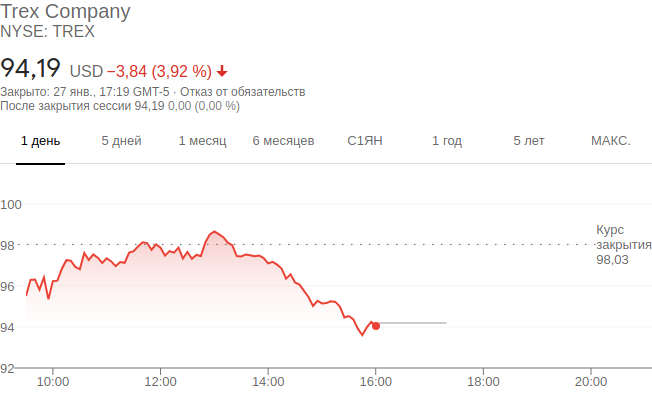 Trex Company
NYSE: TREX
94,19 USD −3,84 (3,92 %)
Закрыто: 27 янв., 17:19 GMT-5 · Отказ от обязательств
После закрытия сессии 94,19 0,00 (0,00 %)
1 день 5 дней 1 месяц 6 месяцев С1ЯН 1 год 5 лет МАКС.
100
98
96
94
92
Курс
закрытия
98,03
10:00 12:00 14:00 16:00 18:00 20:00